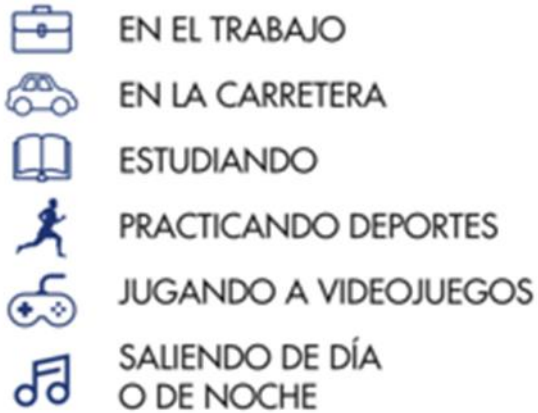 EN EL TRABAJO
EN LA CARRETERA
ESTUDIANDO
PRACTICANDO DEPORTES
JUGANDO A VIDEOJUEGOS
SALIENDO DE DÍA
O DE NOCHE